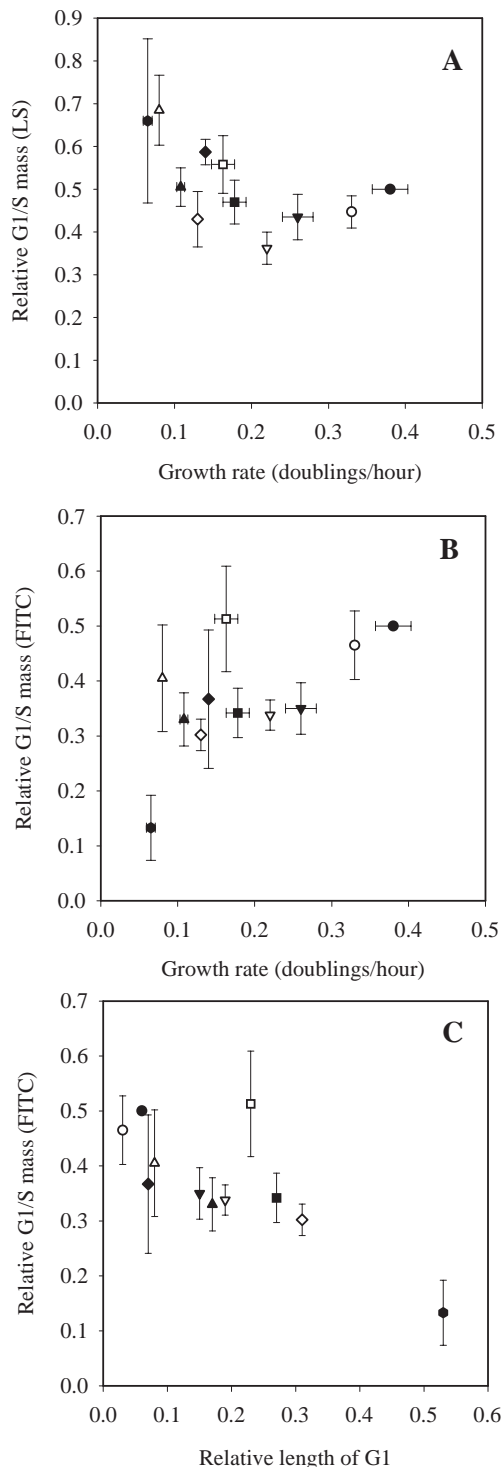 0.9
A
0.8
0.7
0.6
0.5
0.4
0.3
0.2
0.1
0.0
Relative G1/S mass (LS)
0.0 0.1 0.2 0.3 0.4 0.5
Growth rate (doublings/hour)
0.7
B
0.6
0.5
0.4
0.3
0.2
0.1
0.0
Relative G1/S mass (FITC)
0.0 0.1 0.2 0.3 0.4 0.5
Growth rate (doublings/hour)
0.7
C
0.6
0.5
0.4
0.3
0.2
0.1
0.0
Relative G1/S mass (FITC)
0.0 0.1 0.2 0.3 0.4 0.5 0.6
Relative length of G1